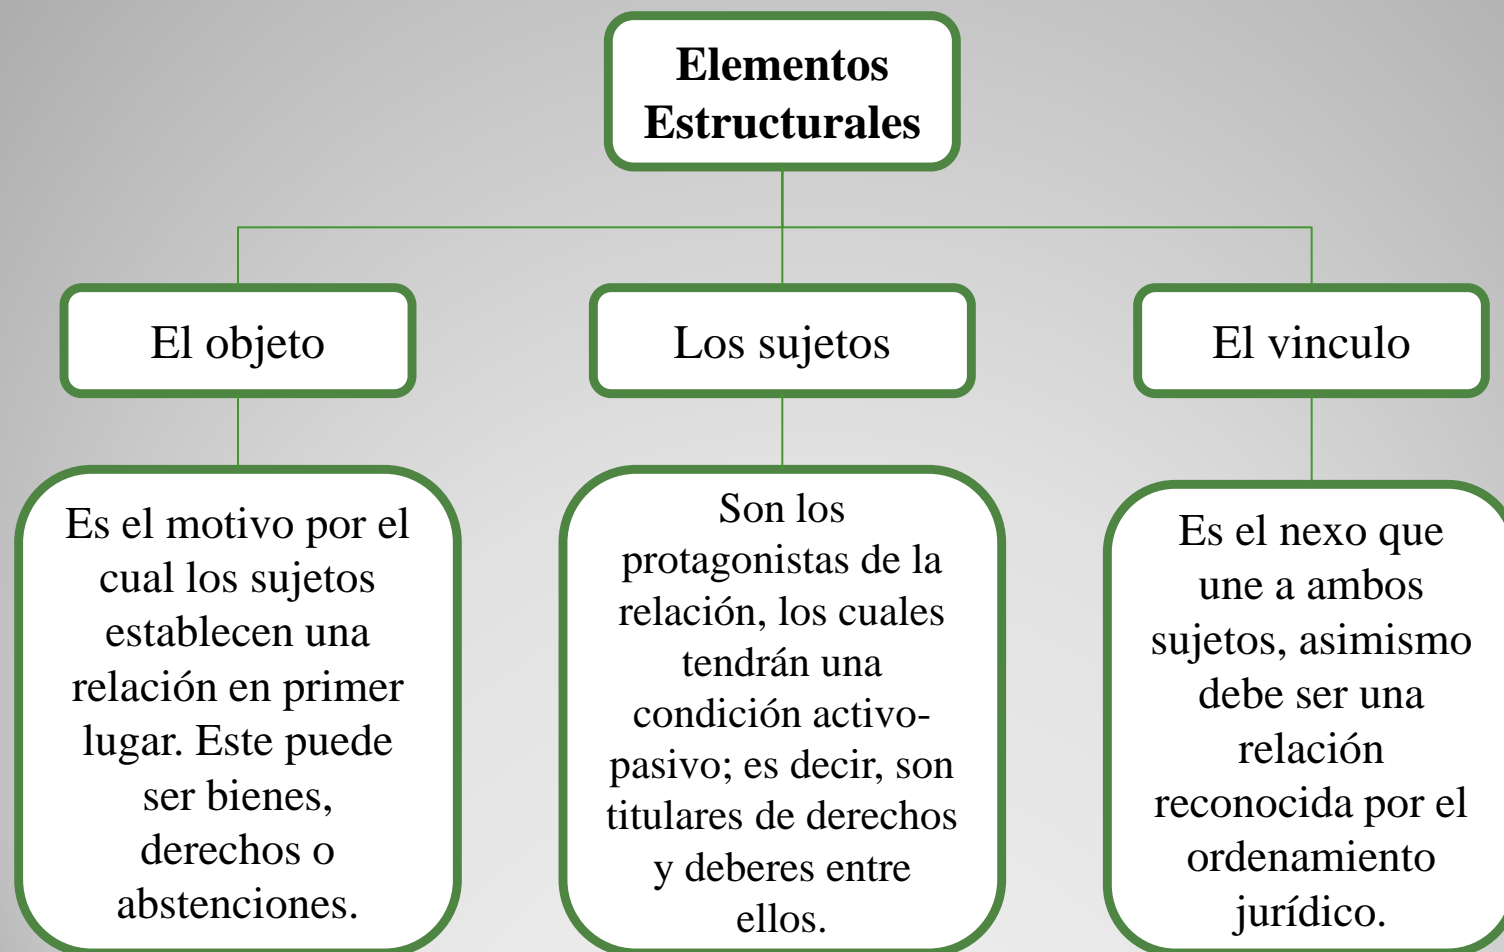 Elementos
Estructurales
El objeto
Los sujetos
El vinculo
Es el motivo por el
cual los sujetos
establecen una
relación en primer
lugar. Este puede
ser bienes,
derechos o
abstenciones.
Son los
protagonistas de la
relación, los cuales
tendrán una
condición activo-
pasivo; es decir, son
titulares de derechos
y deberes entre
ellos.
Es el nexo que
une a ambos
sujetos, asimismo
debe ser una
relación
reconocida por el
ordenamiento
jurídico.